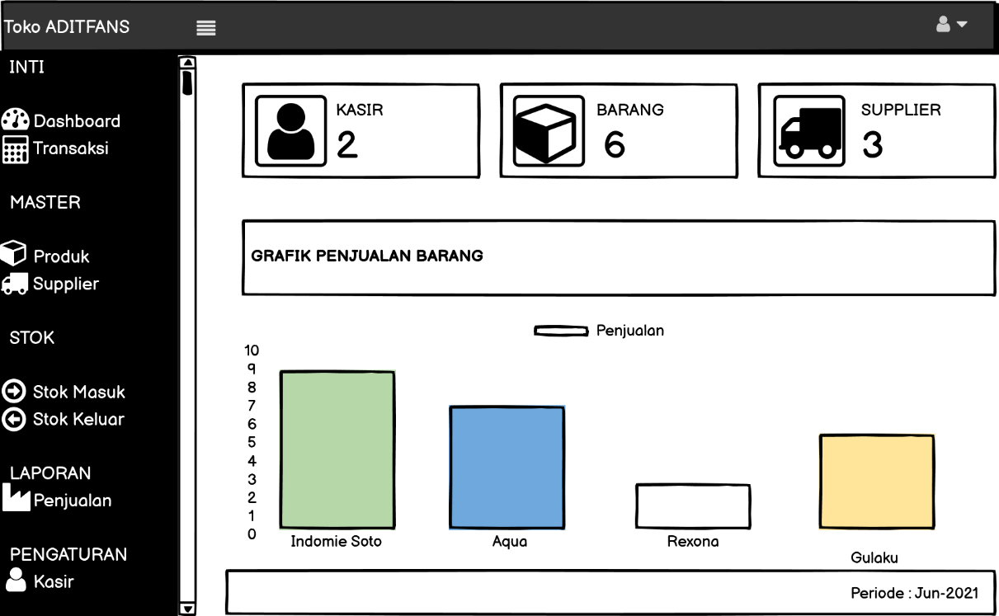 Toko ADITFANS
INTI
Dashboard
Transaksi
MASTER
Produk
Supplier
STOK
Stok Masuk
Stok Keluar
LAPORAN
Penjualan
PENGATURAN
Kasir
KASIR
2
BARANG
6
SUPPLIER
3
GRAFIK PENJUALAN BARANG
Penjualan
10
9
8
7
6
5
4
3
2
1
0
Indomie Soto
Aqua
Rexona
Gulaku
Periode : Jun-2021